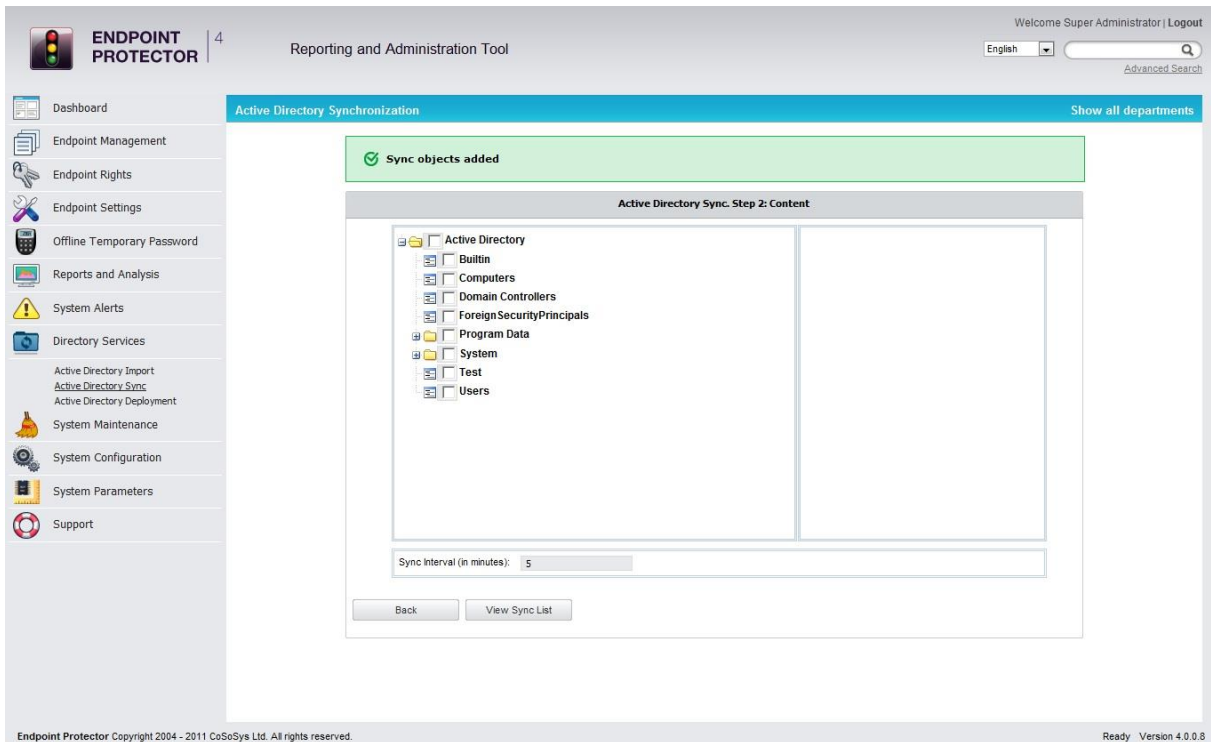 Welcome Super Administrator | Logout
ENDPOINT PROTECTOR 4
Reporting and Administration Tool
English
Advanced Search
Dashboard
Endpoint Management
Endpoint Rights
Endpoint Settings
Offline Temporary Password
Reports and Analysis
System Alerts
Directory Services
Active Directory Import
Active Directory Sync
Active Directory Deployment
System Maintenance
System Configuration
System Parameters
Support
Active Directory Synchronization
Show all departments
Sync objects added
Active Directory Sync. Step 2: Content
Active Directory
Builtin
Computers
Domain Controllers
ForeignSecurityPrincipals
Program Data
System
Test
Users
Sync Interval (in minutes): 5
Back
View Sync List
Endpoint Protector Copyright 2004 - 2011 CoSoSys Ltd. All rights reserved.
Ready Version 4.0.0.8